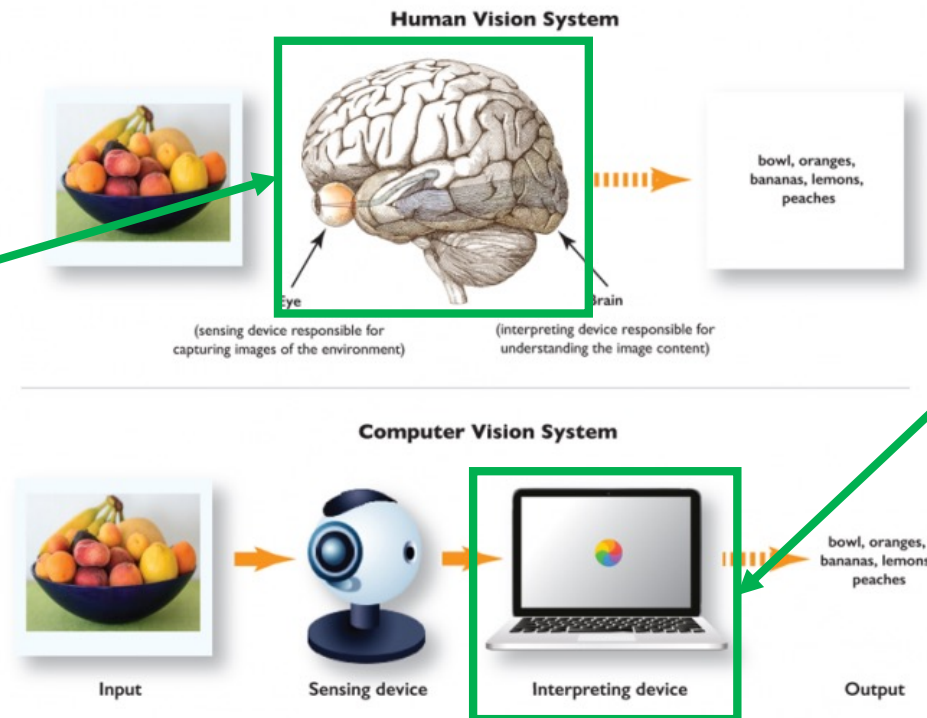 Human Vision System
bowl, oranges,
bananas, lemons,
peaches
Eye
(sensing device responsible for
capturing images of the environment)
Brain
(interpreting device responsible for
understanding the image content)
Computer Vision System
bowl, oranges,
bananas, lemons
peaches
Input
Sensing device
Interpreting device
Output